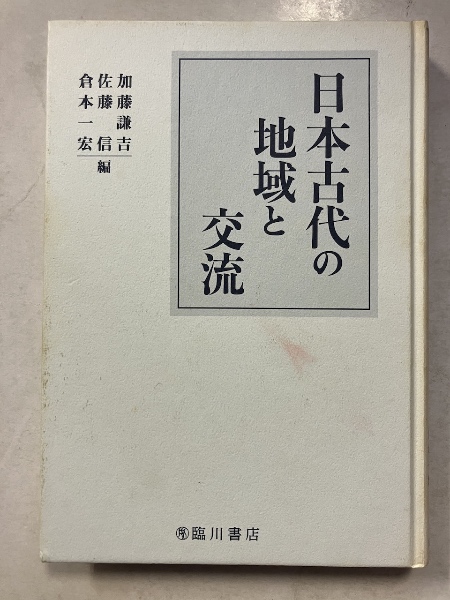 日本古代の
地域と
交流
加藤謙吉
佐藤信
倉本一宏
編
臨川書店